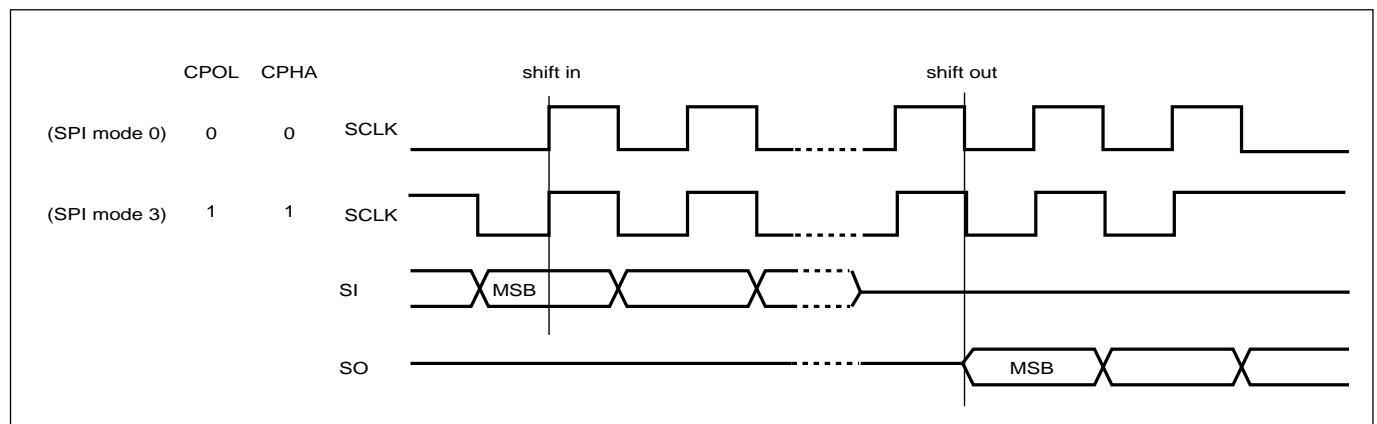 CPOL CPHA shift in shift out
(SPI mode 0) 0 0 SCLK
(SPI mode 3) 1 1 SCLK
SI MSB
SO MSB